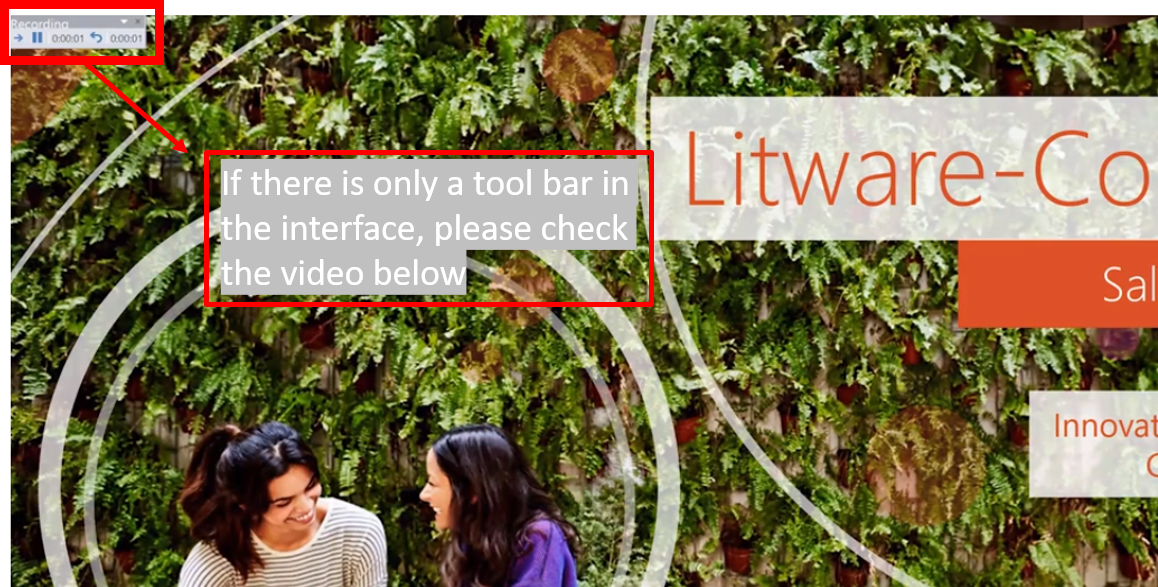 Recording
0:00:01 0:00:01
Litware-Co
If there is only a tool bar in
the interface, please check
the video below
Sal
Innovat
C